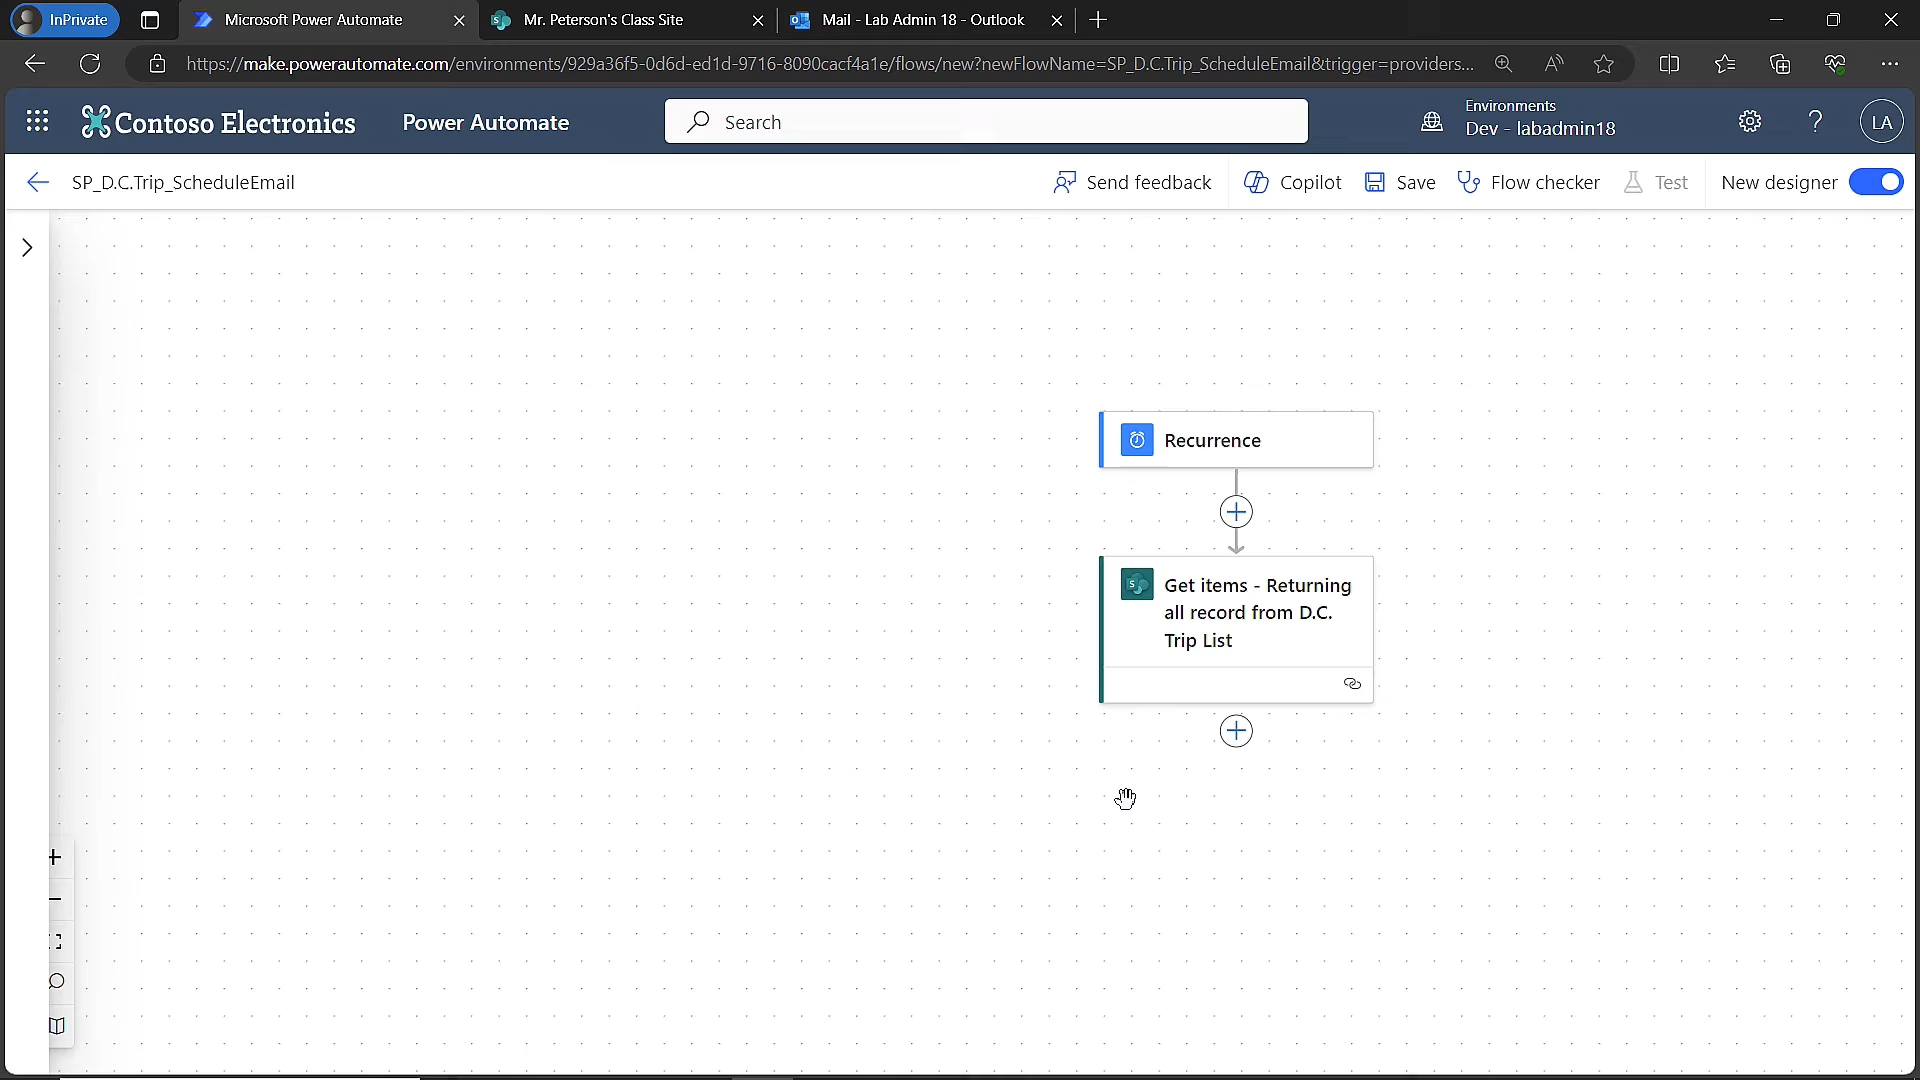 InPrivate
Microsoft Power Automate
Mr. Peterson's Class Site
Mail - Lab Admin 18 - Outlook
https://make.powerautomate.com/environments/929a36f5-0d6d-ed1d-9716-8090cacf4a1e/flows/new?newFlowName=SP_D.C.Trip_ScheduleEmail&trigger=providers...
Contoso Electronics
Power Automate
Search
Environments
Dev - labadmin18
LA
SP_D.C.Trip_ScheduleEmail
Send feedback
Copilot
Save
Flow checker
Test
New designer
Recurrence
Get items - Returning
all record from D.C.
Trip List